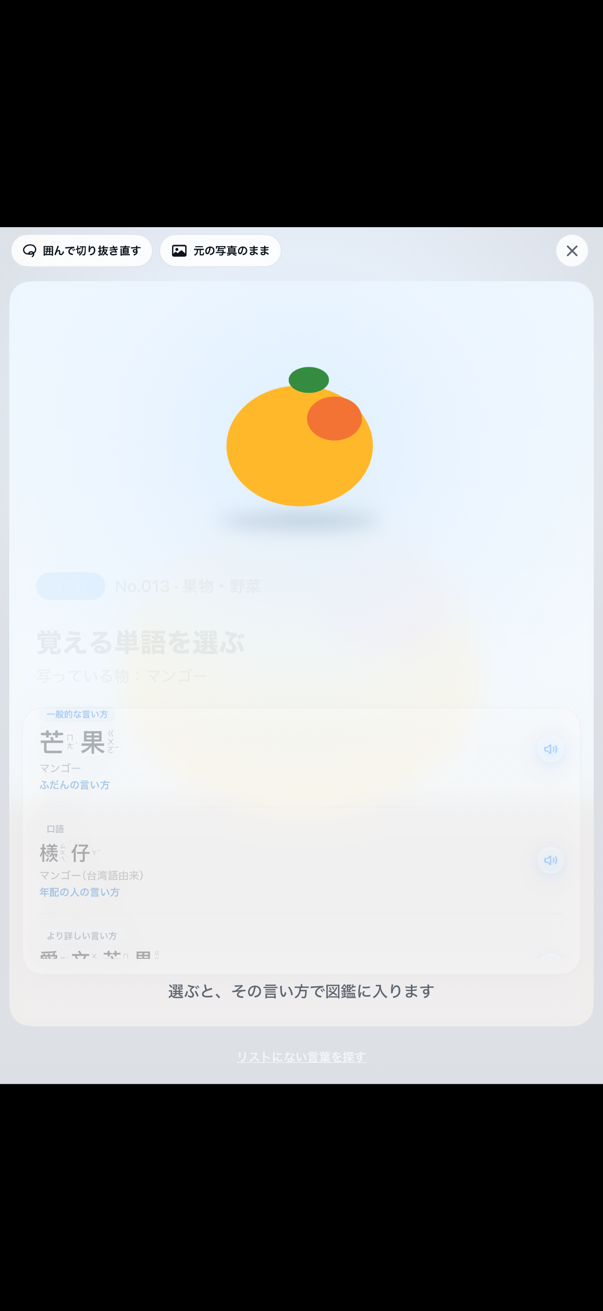 囲んで切り抜き直す 元の写真のまま
No.013・果物・野菜
覚える単語を選ぶ
写っている物：マンゴー
一般的な言い方
芒果
マンゴー
ふだんの言い方
口語
檨仔
マンゴー（台湾語由来）
年配の人の言い方
より詳しい言い方
愛文芒果
選ぶと、その言い方で図鑑に入ります
リストにない言葉を探す